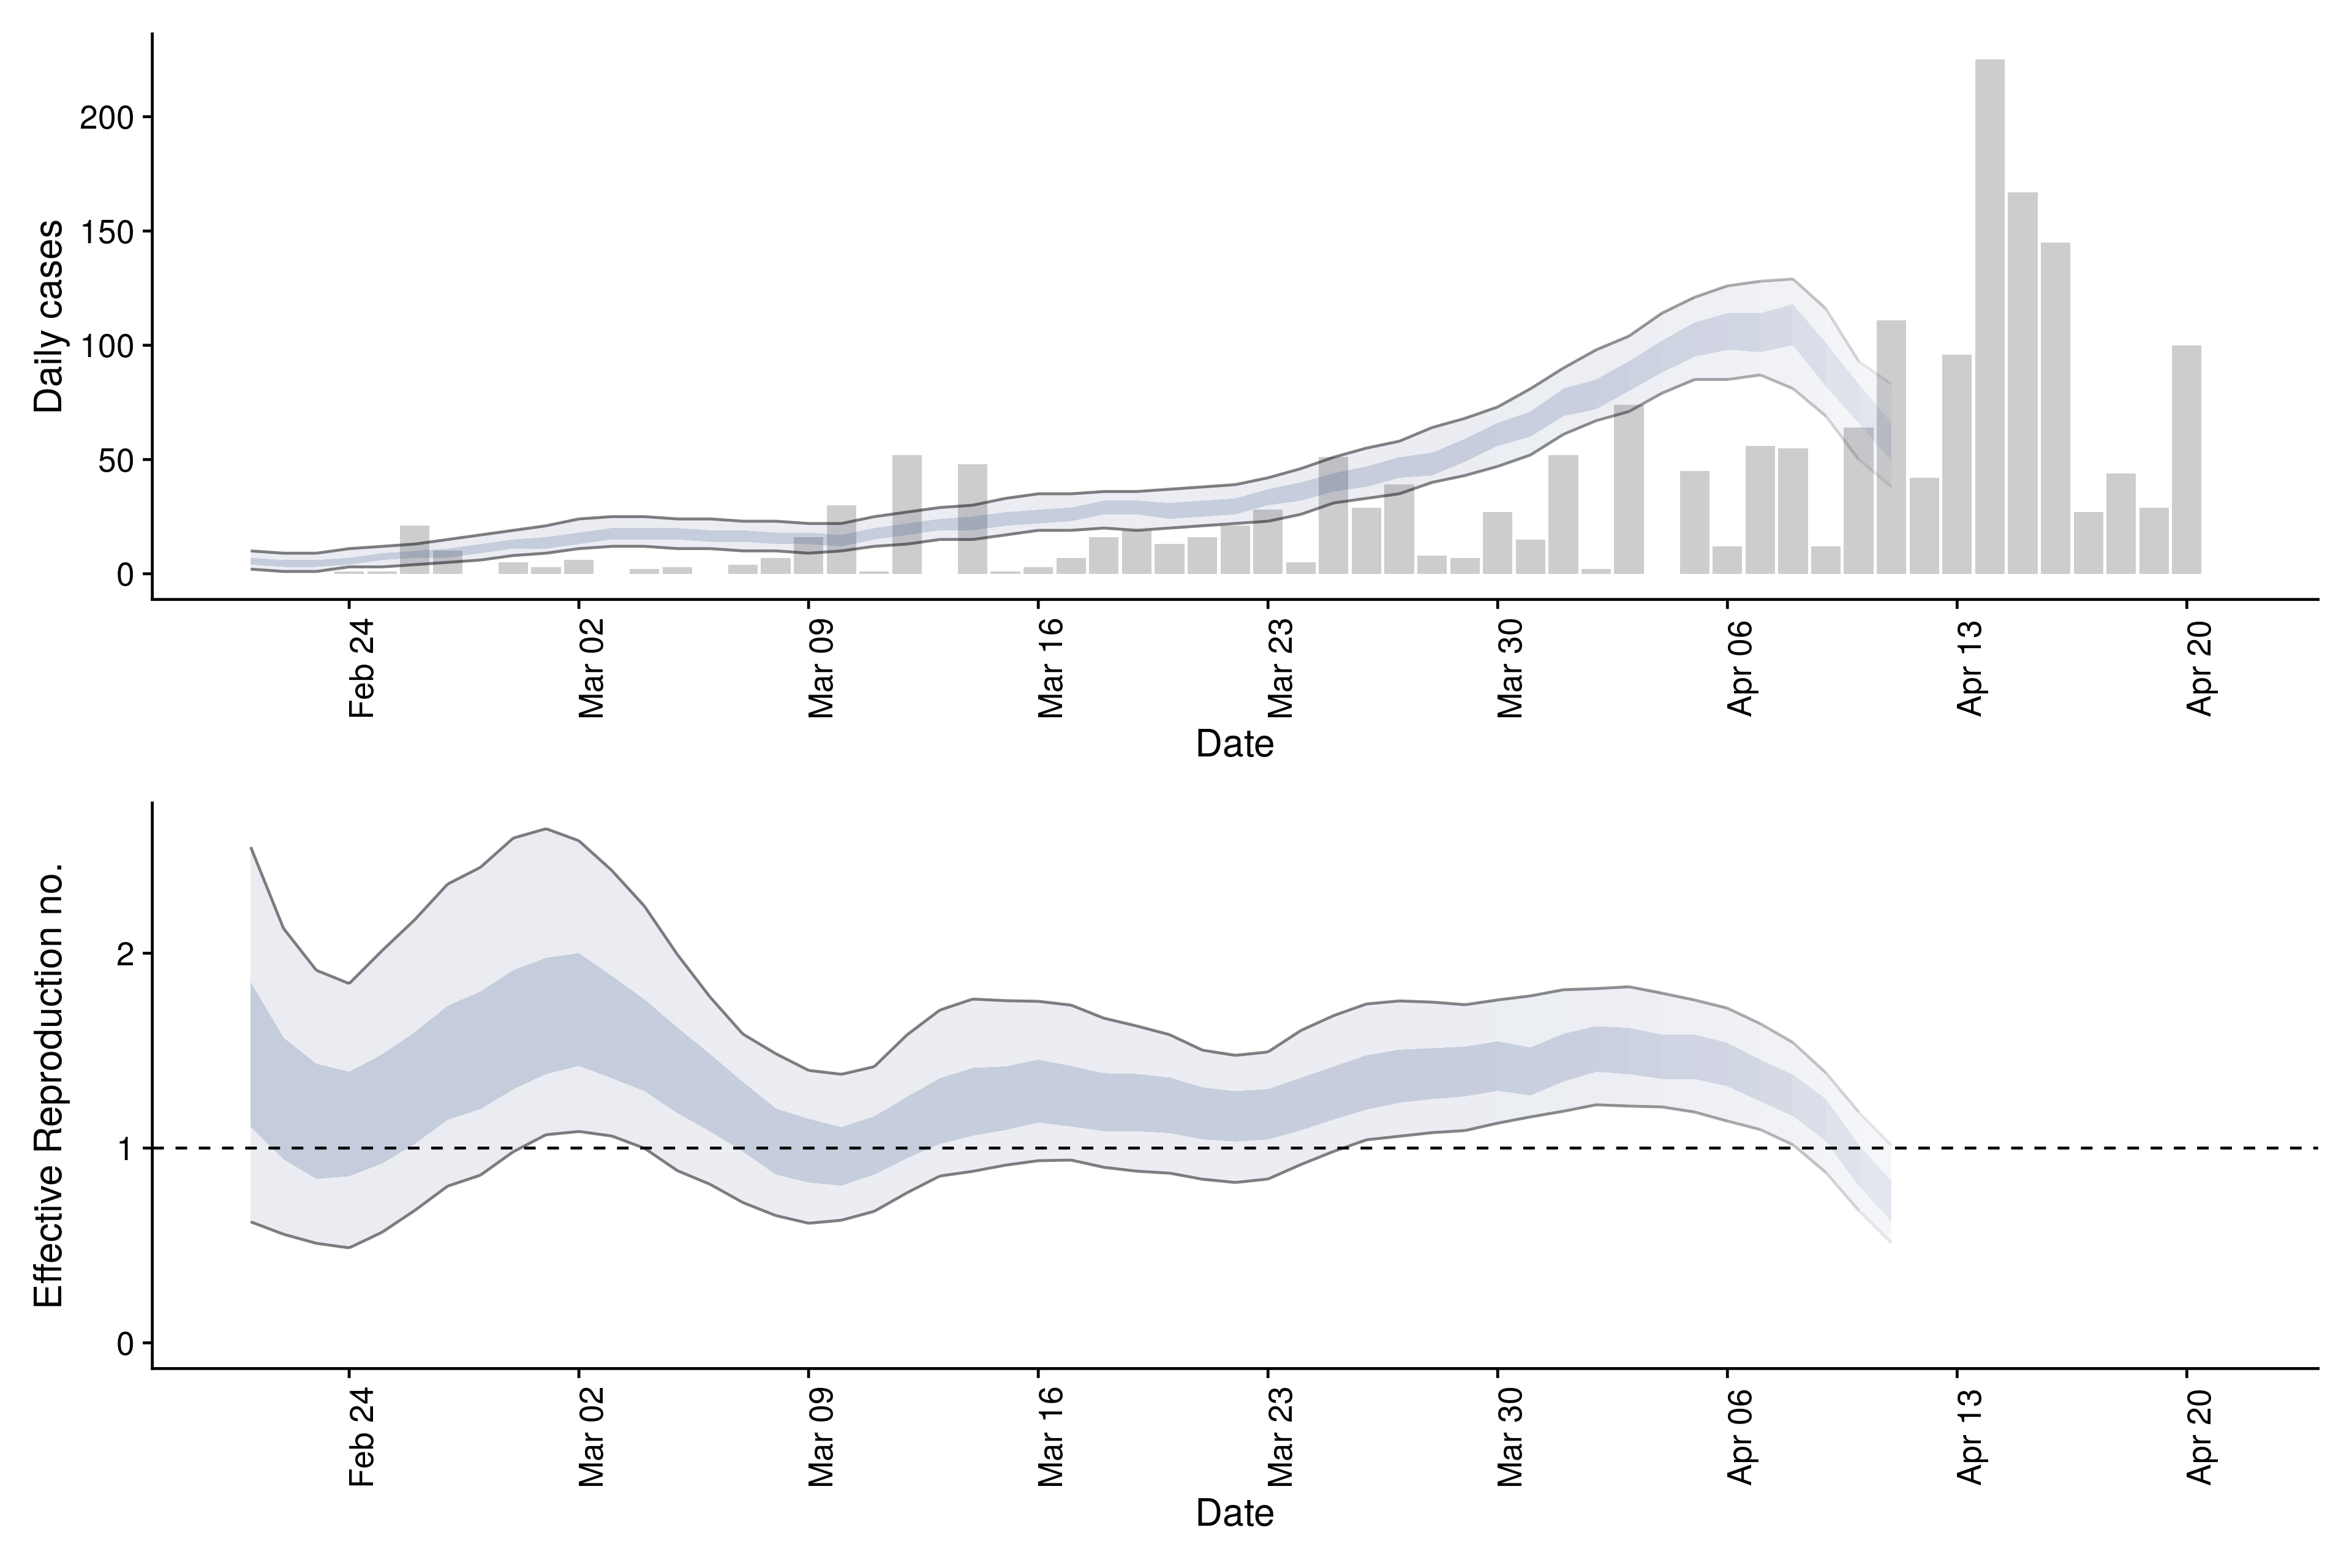 Daily cases
200
150
100
50
0
Feb 24
Mar 02
Mar 09
Mar 16
Mar 23
Mar 30
Apr 06
Apr 13
Apr 20
Date
Effective Reproduction no.
2
1
0
Feb 24
Mar 02
Mar 09
Mar 16
Mar 23
Mar 30
Apr 06
Apr 13
Apr 20
Date